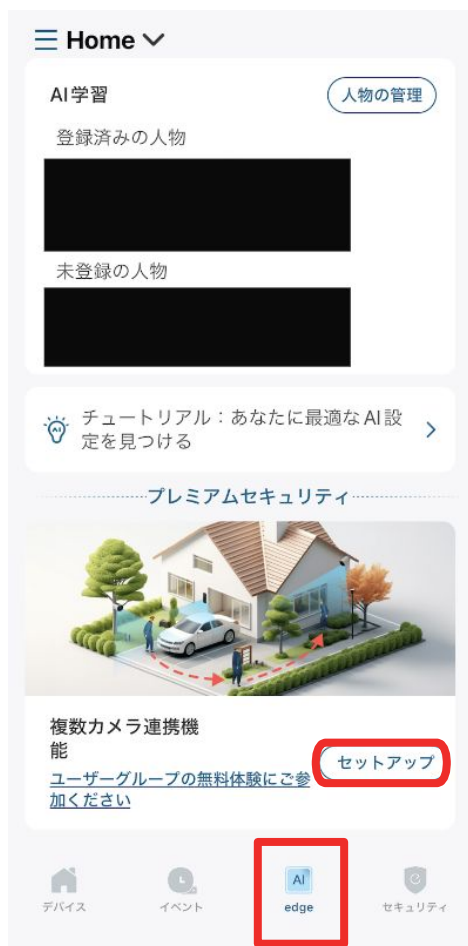 Home
AI学習
人物の管理
登録済みの人物
未登録の人物
チュートリアル：あなたに最適なAI設
定を見つける
プレミアムセキュリティ
複数カメラ連携機
能
セットアップ
ユーザーグループの無料体験にご参
加ください
AI
デバイス
イベント
edge
セキュリティ